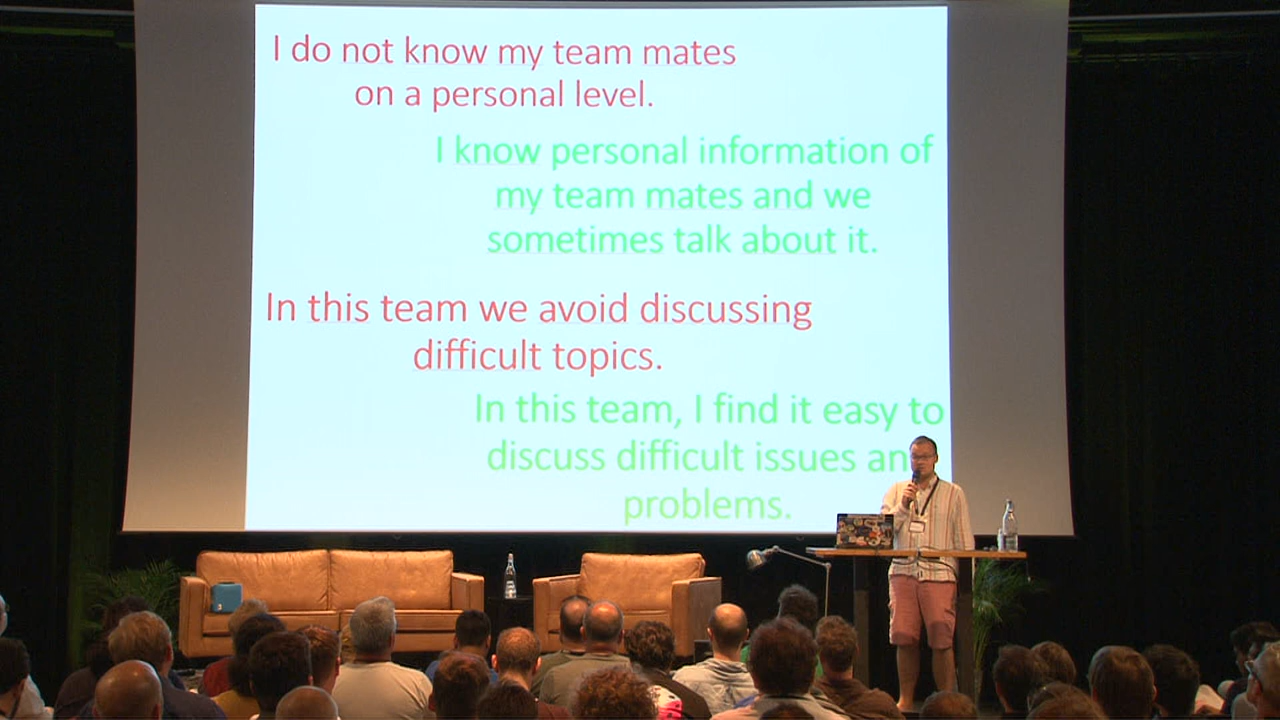 I do not know my team mates
on a personal level.
I know personal information of
my team mates and we
sometimes talk about it.
In this team we avoid discussing
difficult topics.
In this team, I find it easy to
discuss difficult issues an
problems.